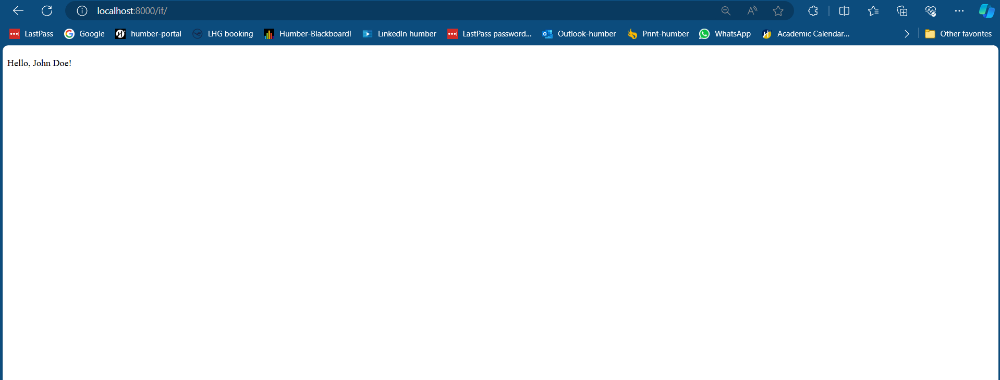 localhost:8000/if/
LastPass Google humber-portal LHG booking Humber-Blackboard! LinkedIn humber LastPass password... Outlook-humber Print-humber WhatsApp Academic Calendar... Other favorites
Hello, John Doe!